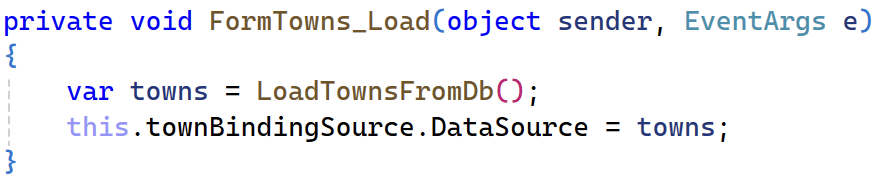 private void FormTowns_Load(object sender, EventArgs e)
{
    var towns = LoadTownsFromDb();
    this.townBindingSource.DataSource = towns;
}